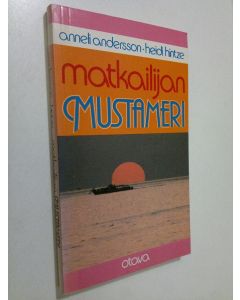 anneli andersson · heidi hintze
matkailijan
MUSTAMERI
otava